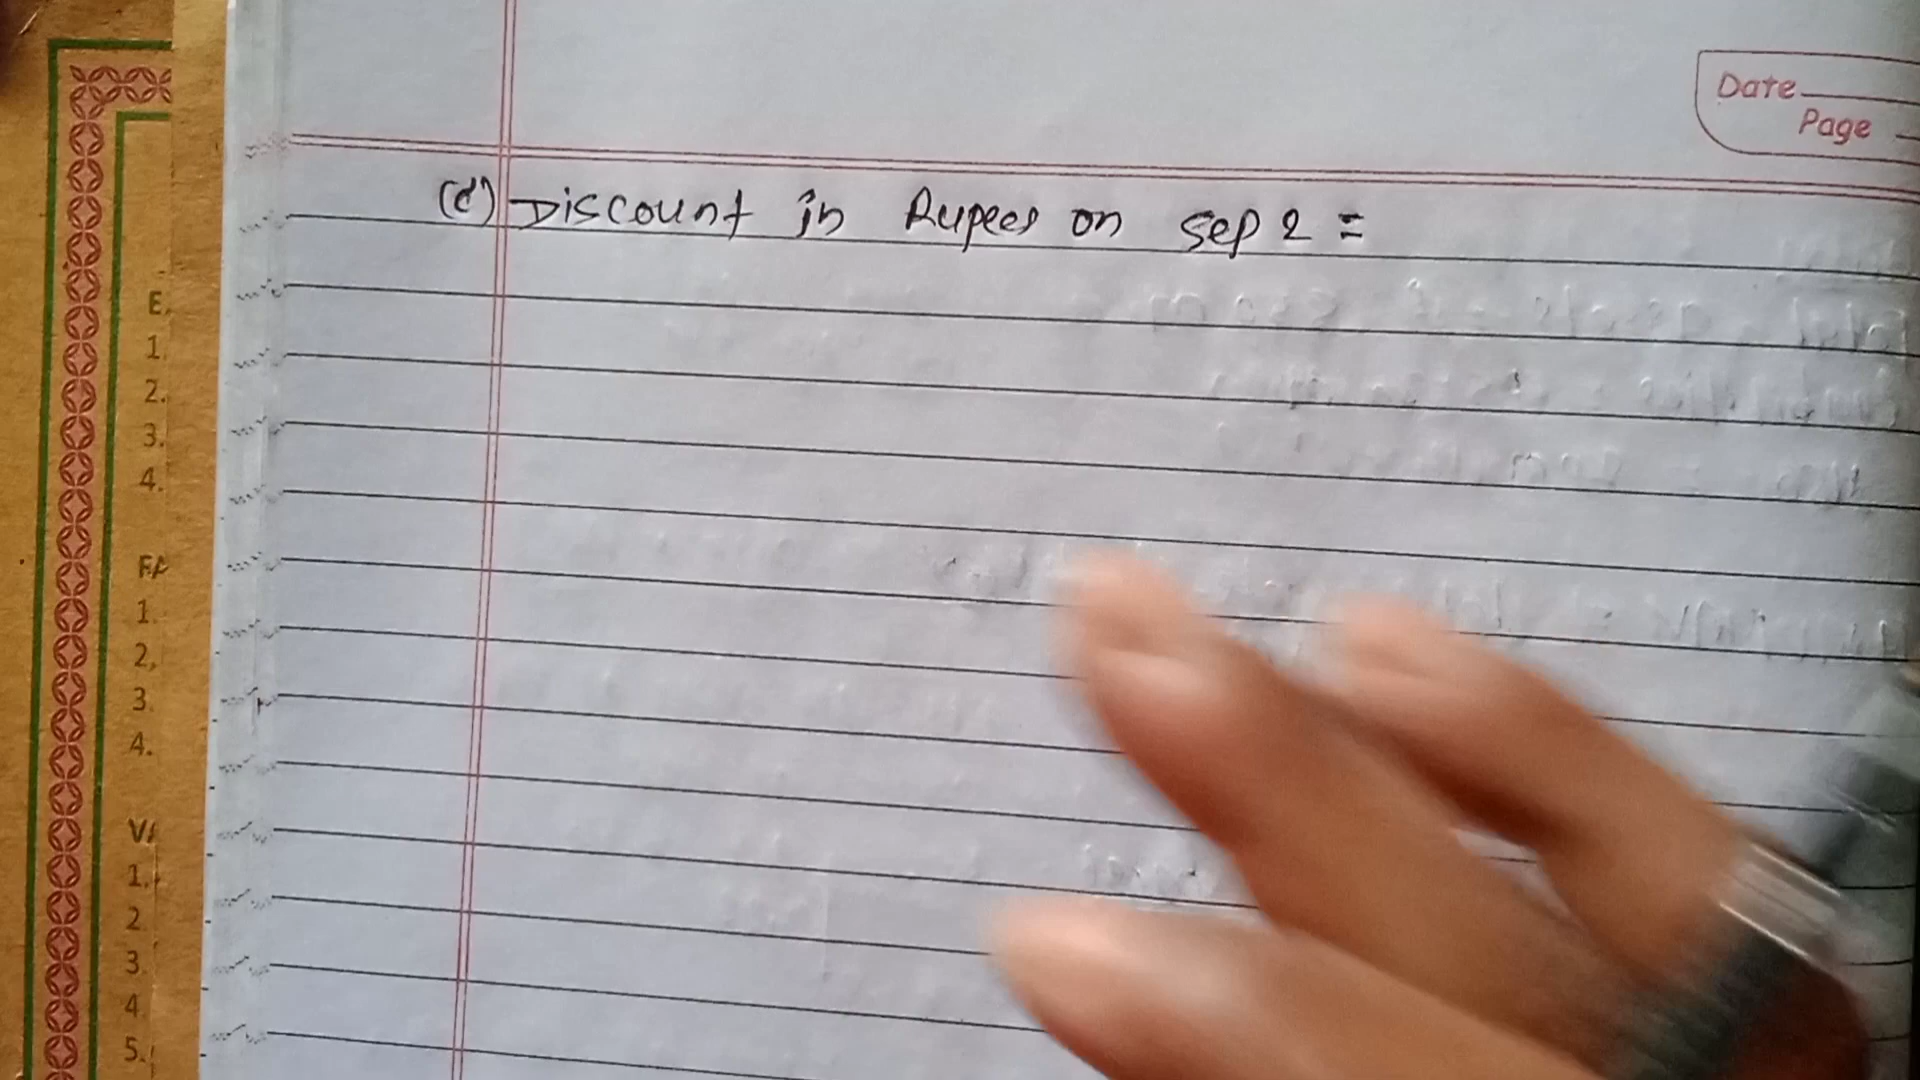 Date
Page
(d) Discount in Rupees on sep 2 =
E.
1.
2.
3.
4.
FA
1.
2,
3.
4.
1.
2
3.
4
5.